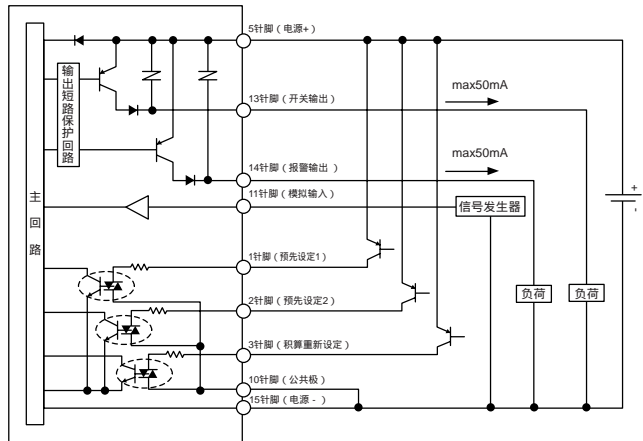 5针脚（电源+）
输出短路保护回路
max50mA
13针脚（开关输出）
max50mA
14针脚（报警输出 ）
11针脚（模拟输入）
主回路
信号发生器
+
-
1针脚（预先设定1）
2针脚（预先设定2）
负荷
负荷
3针脚（积算重新设定）
10针脚（公共极 ）
15针脚（电源 - ）